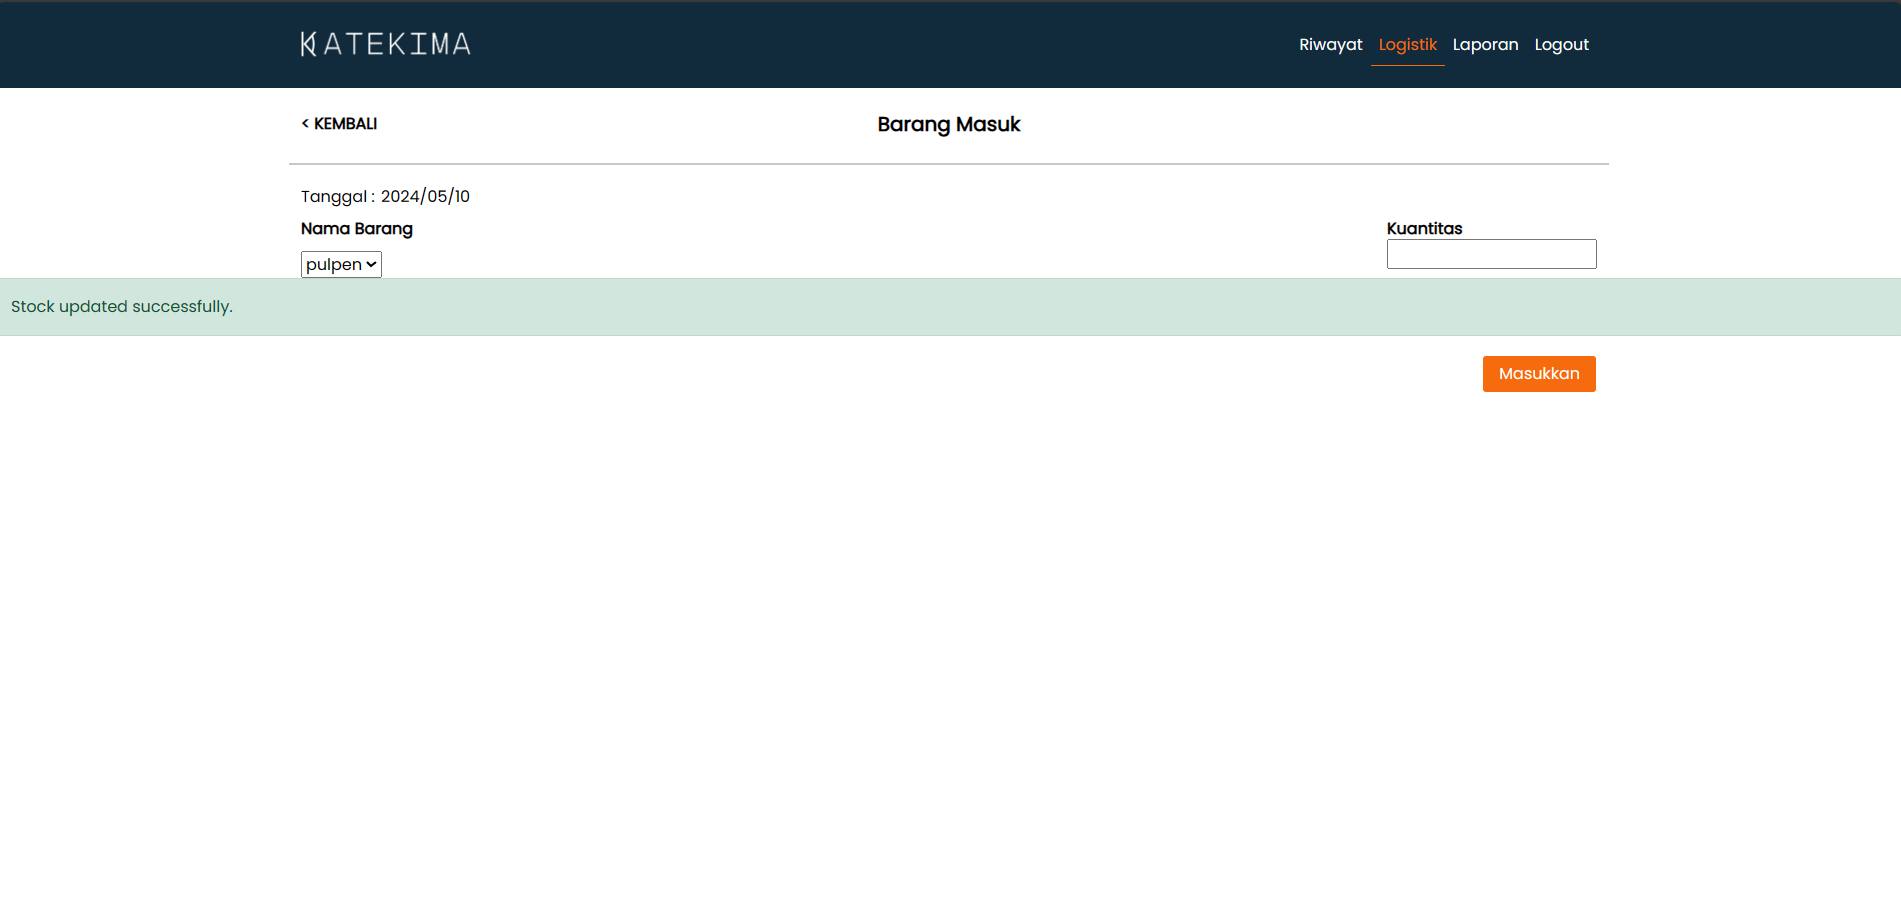 KATEKIMA
Riwayat Logistik Laporan Logout
< KEMBALI
Barang Masuk
Tanggal : 2024/05/10
Nama Barang
Kuantitas
pulpen
Stock updated successfully.
Masukkan